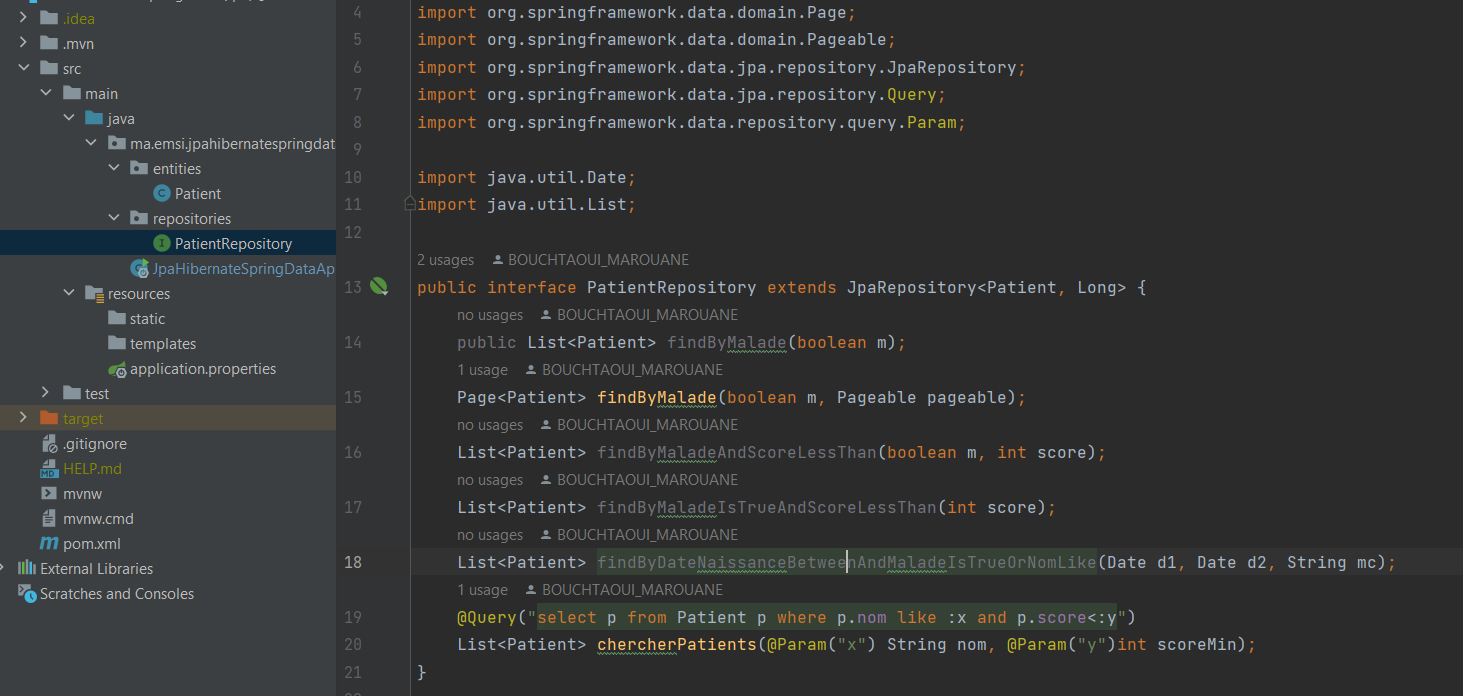 .idea
.mvn
src
main
java
ma.emsi.jpahibernatespringdat
entities
Patient
repositories
PatientRepository
JpaHibernateSpringDataAp
resources
static
templates
application.properties
test
target
.gitignore
HELP.md
mvnw
mvnw.cmd
pom.xml
External Libraries
Scratches and Consoles
4 import org.springframework.data.domain.Page;
5 import org.springframework.data.domain.Pageable;
6 import org.springframework.data.jpa.repository.JpaRepository;
7 import org.springframework.data.jpa.repository.Query;
8 import org.springframework.data.repository.query.Param;
9
10 import java.util.Date;
11 import java.util.List;
12
2 usages BOUCHTAOUI_MAROUANE
13 public interface PatientRepository extends JpaRepository<Patient, Long> {
no usages BOUCHTAOUI_MAROUANE
14 public List<Patient> findByMalade(boolean m);
1 usage BOUCHTAOUI_MAROUANE
15 Page<Patient> findByMalade(boolean m, Pageable pageable);
no usages BOUCHTAOUI_MAROUANE
16 List<Patient> findByMaladeAndScoreLessThan(boolean m, int score);
no usages BOUCHTAOUI_MAROUANE
17 List<Patient> findByMaladeIsTrueAndScoreLessThan(int score);
no usages BOUCHTAOUI_MAROUANE
18 List<Patient> findByDateNaissanceBetweenAndMaladeIsTrueOrNomLike(Date d1, Date d2, String mc);
1 usage BOUCHTAOUI_MAROUANE
19 @Query("select p from Patient p where p.nom like :x and p.score<:y")
20 List<Patient> chercherPatients(@Param("x") String nom, @Param("y")int scoreMin);
21 }